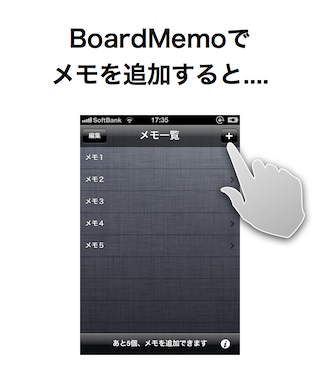 BoardMemoで
メモを追加すると....
SoftBank 17:35
編集 メモ一覧 +
メモ1
メモ2
メモ3
メモ4
メモ5
あと5個、メモを追加できます i